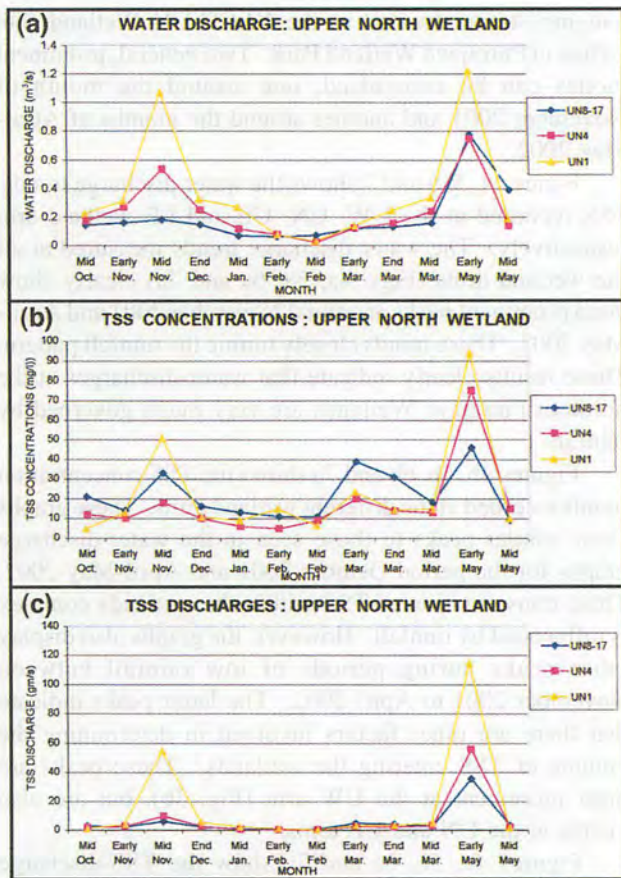 (a) WATER DISCHARGE: UPPER NORTH WETLAND
WATER DISCHARGE (m³/s)
1.4
1.2
1
0.8
0.6
0.4
0.2
0
UN8-17
UN4
UN1
Mid Oct. Early Nov. Mid Nov. End Dec. Mid Jan. Early Feb. Mid Feb Early Mar. End Mar. Mid Mar Early May Mid May
MONTH
(b) TSS CONCENTRATIONS : UPPER NORTH WETLAND
TSS CONCENTRATIONS (mg/l)
100
90
80
70
60
50
40
30
20
10
0
UN8-17
UN4
UN1
Mid Oct. Early Nov. Mid Nov. End Dec. Mid Jan. Early Feb. Mid Feb Early Mar. End Mar. Mid Mar Early May Mid May
MONTH
(c) TSS DISCHARGES : UPPER NORTH WETLAND
TSS DISCHARGE (gm/s)
140
120
100
80
60
40
20
0
UN8-17
UN4
UN1
Mid Oct. Early Nov. Mid Nov. End Dec. Mid Jan. Early Feb. Mid Feb Early Mar. End Mar. Mid Mar Early May Mid May
MONTH